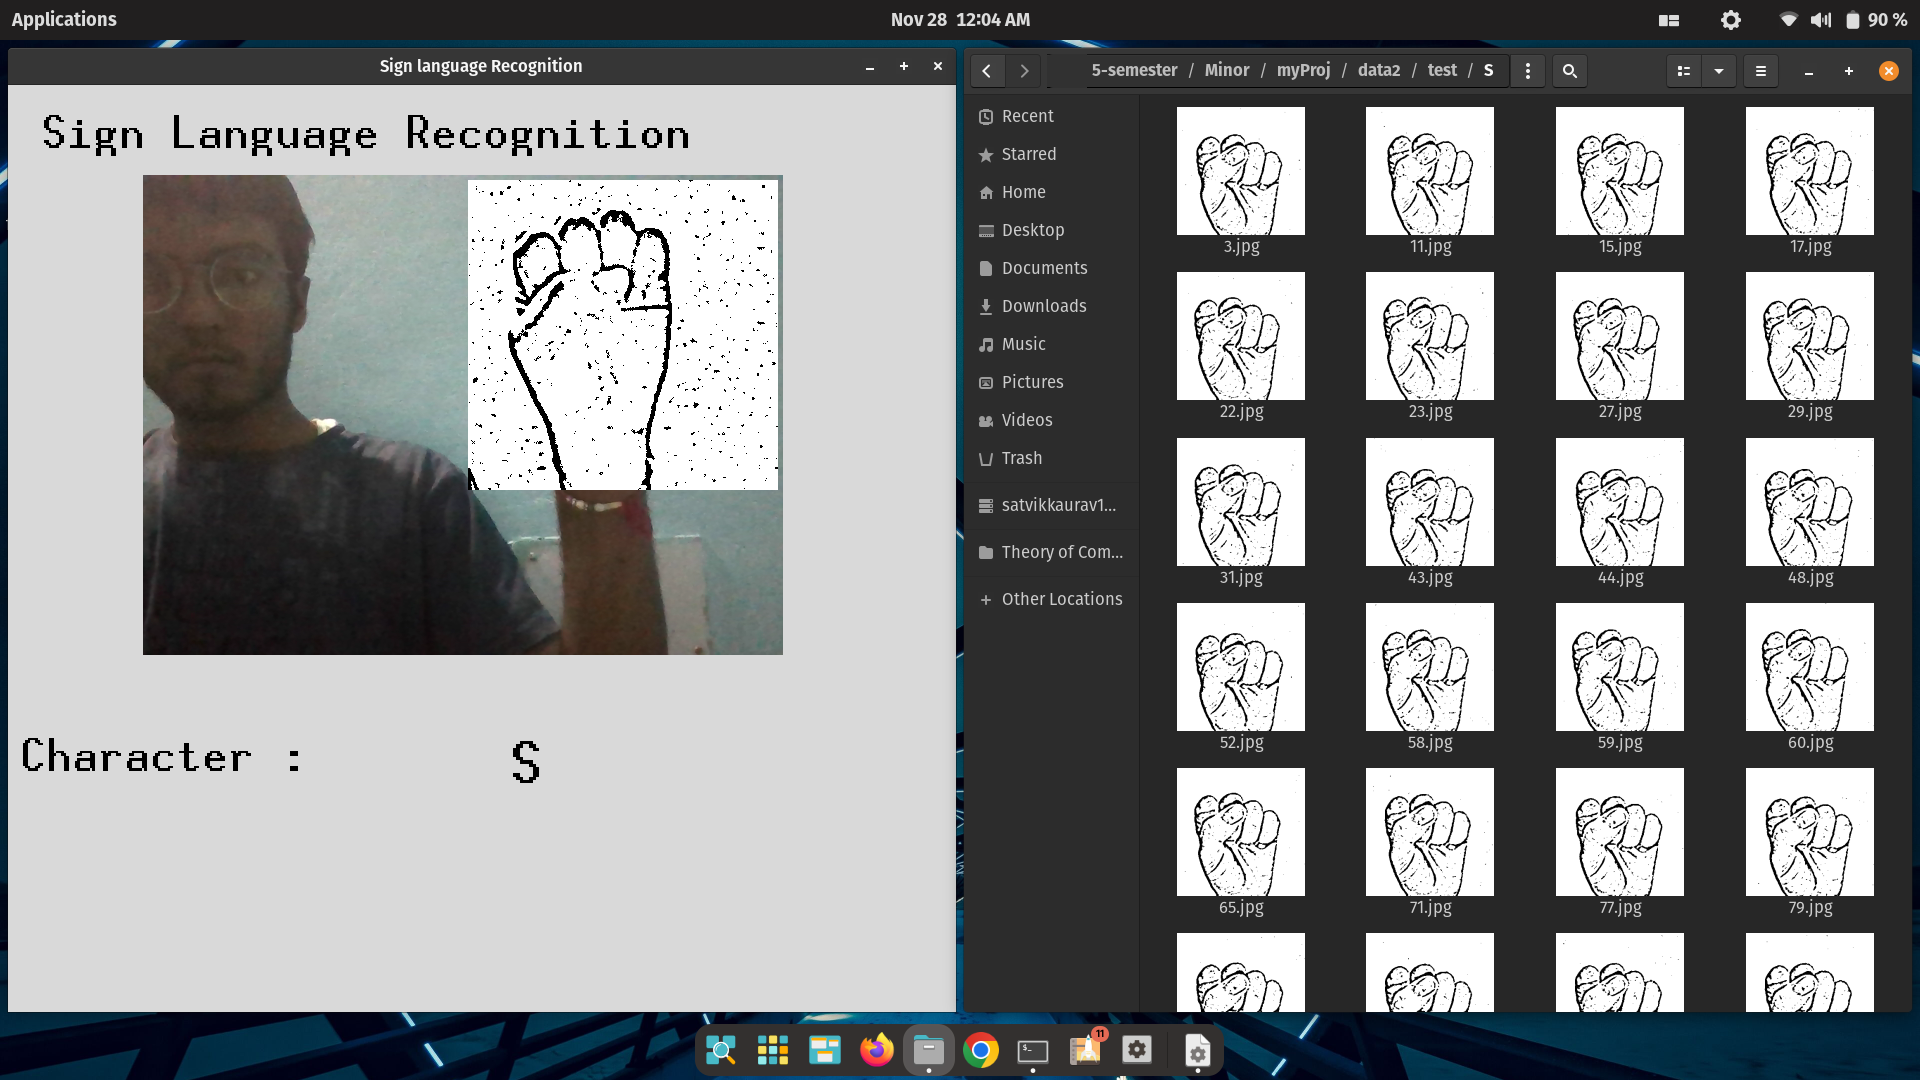 Applications
Nov 28 12:04 AM
90 %
Sign language Recognition
Sign Language Recognition
Character : S
5-semester / Minor / myProj / data2 / test / S
Recent
Starred
Home
Desktop
Documents
Downloads
Music
Pictures
Videos
Trash
satvikkaurav1...
Theory of Com...
+ Other Locations
3.jpg 11.jpg 15.jpg 17.jpg
22.jpg 23.jpg 27.jpg 29.jpg
31.jpg 43.jpg 44.jpg 48.jpg
52.jpg 58.jpg 59.jpg 60.jpg
65.jpg 71.jpg 77.jpg 79.jpg
$-
11